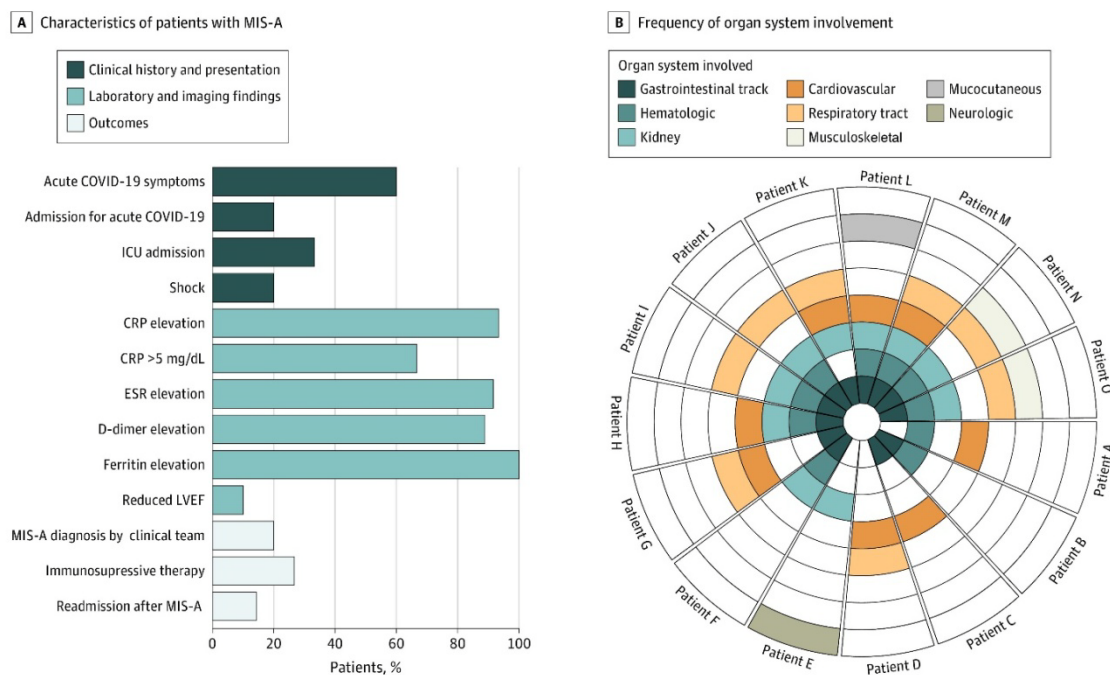 A Characteristics of patients with MIS-A
Clinical history and presentation
Laboratory and imaging findings
Outcomes
Acute COVID-19 symptoms
Admission for acute COVID-19
ICU admission
Shock
CRP elevation
CRP >5 mg/dL
ESR elevation
D-dimer elevation
Ferritin elevation
Reduced LVEF
MIS-A diagnosis by clinical team
Immunosupressive therapy
Readmission after MIS-A
0 20 40 60 80 100
Patients, %
B Frequency of organ system involvement
Organ system involved
Gastrointestinal track
Hematologic
Kidney
Cardiovascular
Respiratory tract
Musculoskeletal
Mucocutaneous
Neurologic
Patient L
Patient M
Patient N
Patient O
Patient A
Patient B
Patient C
Patient D
Patient E
Patient F
Patient G
Patient H
Patient I
Patient J
Patient K